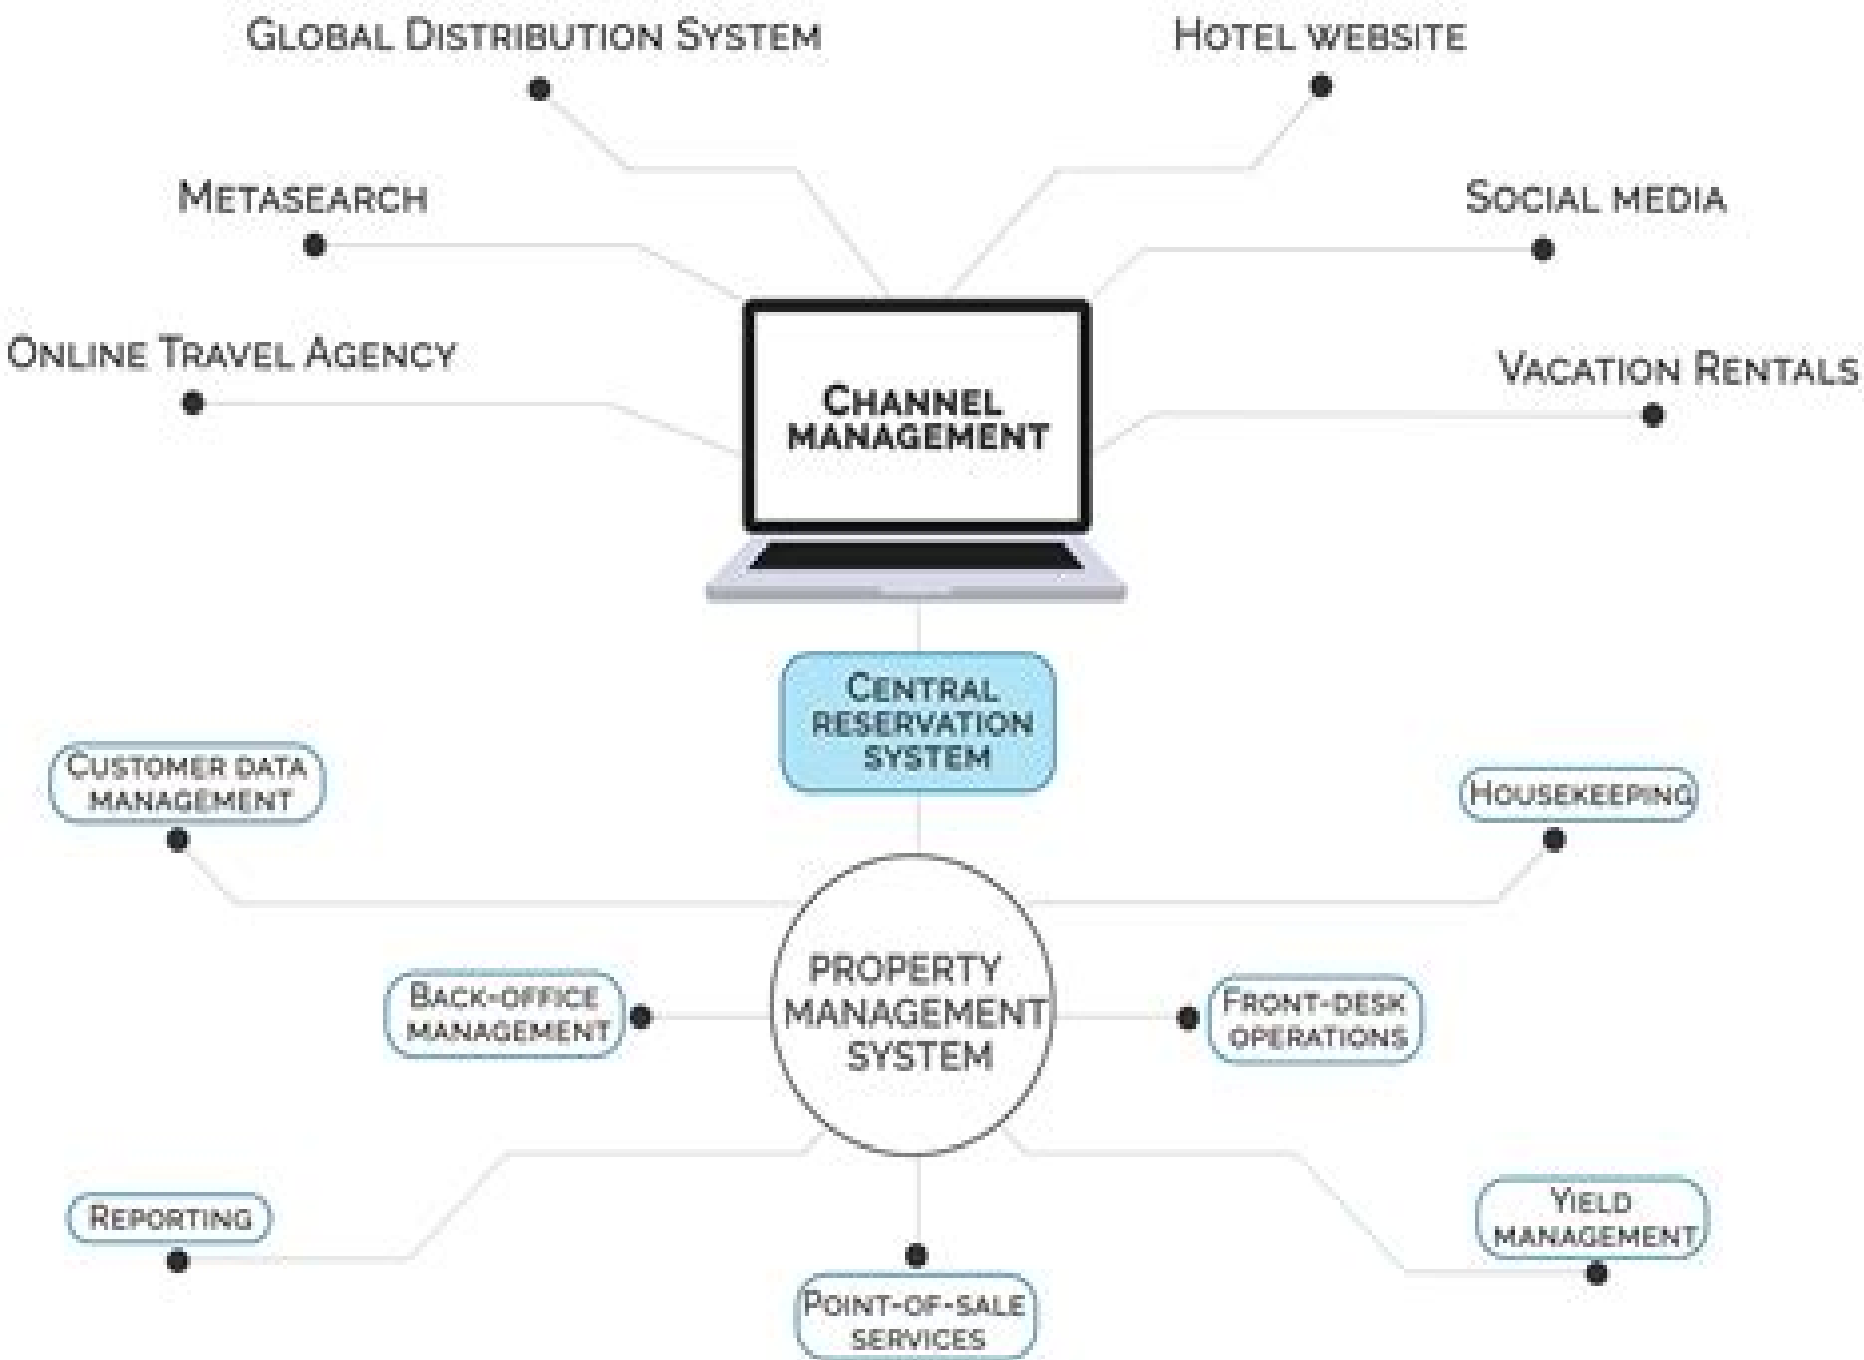 Global Distribution System
Hotel website
Metasearch
Social media
Online Travel Agency
Vacation Rentals
Channel
management
Central
reservation
system
Customer data
management
Housekeeping
Property
Management
System
Back-office
management
Front-desk
operations
Reporting
Yield
management
Point-of-sale
services